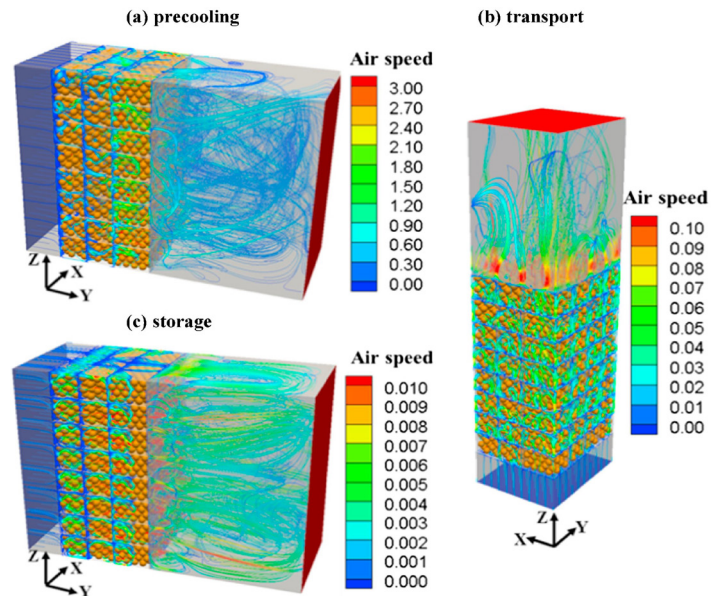 (a) precooling
Air speed
3.00
2.70
2.40
2.10
1.80
1.50
1.20
0.90
0.60
0.30
0.00
Z
X
Y
(b) transport
Air speed
0.10
0.09
0.08
0.07
0.06
0.05
0.04
0.03
0.02
0.01
0.00
Z
Y
X
(c) storage
Air speed
0.010
0.009
0.008
0.007
0.006
0.005
0.004
0.003
0.002
0.001
0.000
Z
X
Y